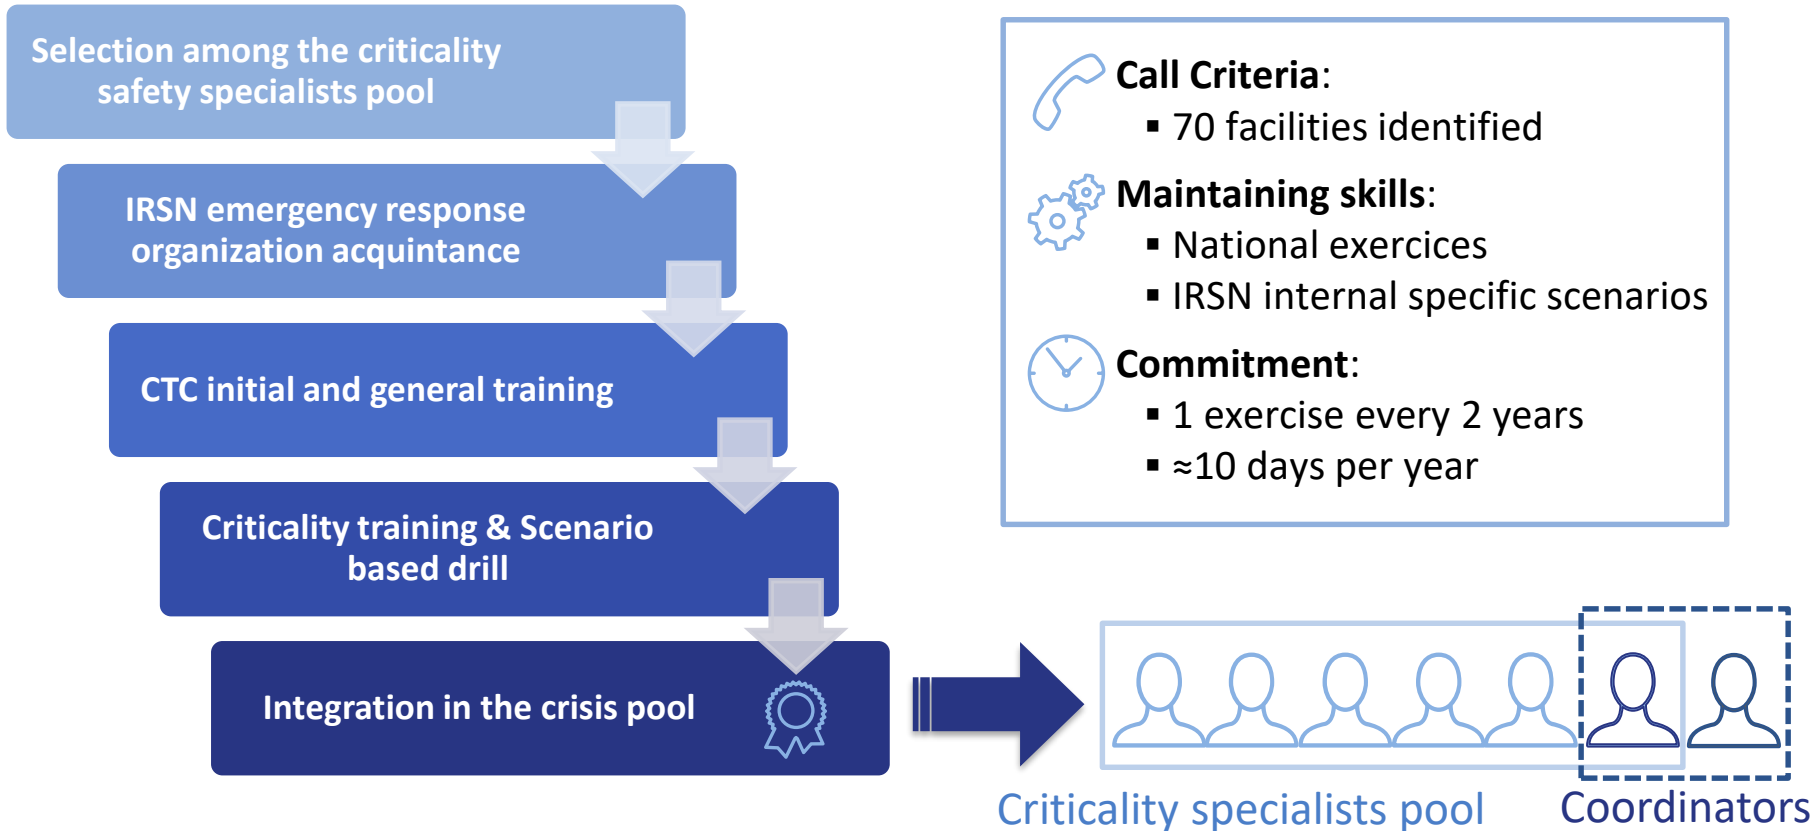 Selection among the criticality
safety specialists pool
IRSN emergency response
organization acquintance
CTC initial and general training
Criticality training & Scenario
based drill
Integration in the crisis pool
Call Criteria:
▪ 70 facilities identified
Maintaining skills:
▪ National exercices
▪ IRSN internal specific scenarios
Commitment:
▪ 1 exercise every 2 years
▪ ≈10 days per year
Criticality specialists pool
Coordinators